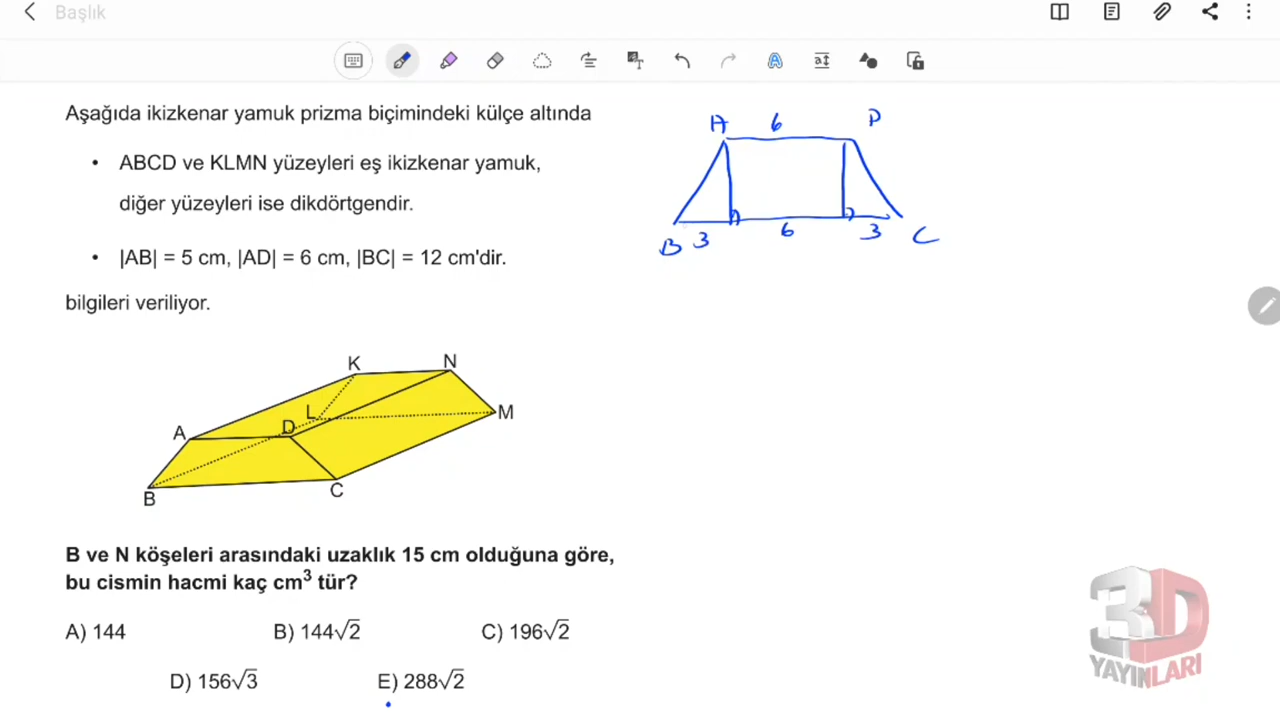 Başlık
Aşağıda ikizkenar yamuk prizma biçimindeki külçe altında
• ABCD ve KLMN yüzeyleri eş ikizkenar yamuk,
diğer yüzeyleri ise dikdörtgendir.
• |AB| = 5 cm, |AD| = 6 cm, |BC| = 12 cm'dir.
bilgileri veriliyor.
A 6 D
B 3 6 3 C
K N
L M
A D
B C
B ve N köşeleri arasındaki uzaklık 15 cm olduğuna göre,
bu cismin hacmi kaç cm³ tür?
A) 144 B) 144√2 C) 196√2
D) 156√3 E) 288√2
3D
YAYINLARI